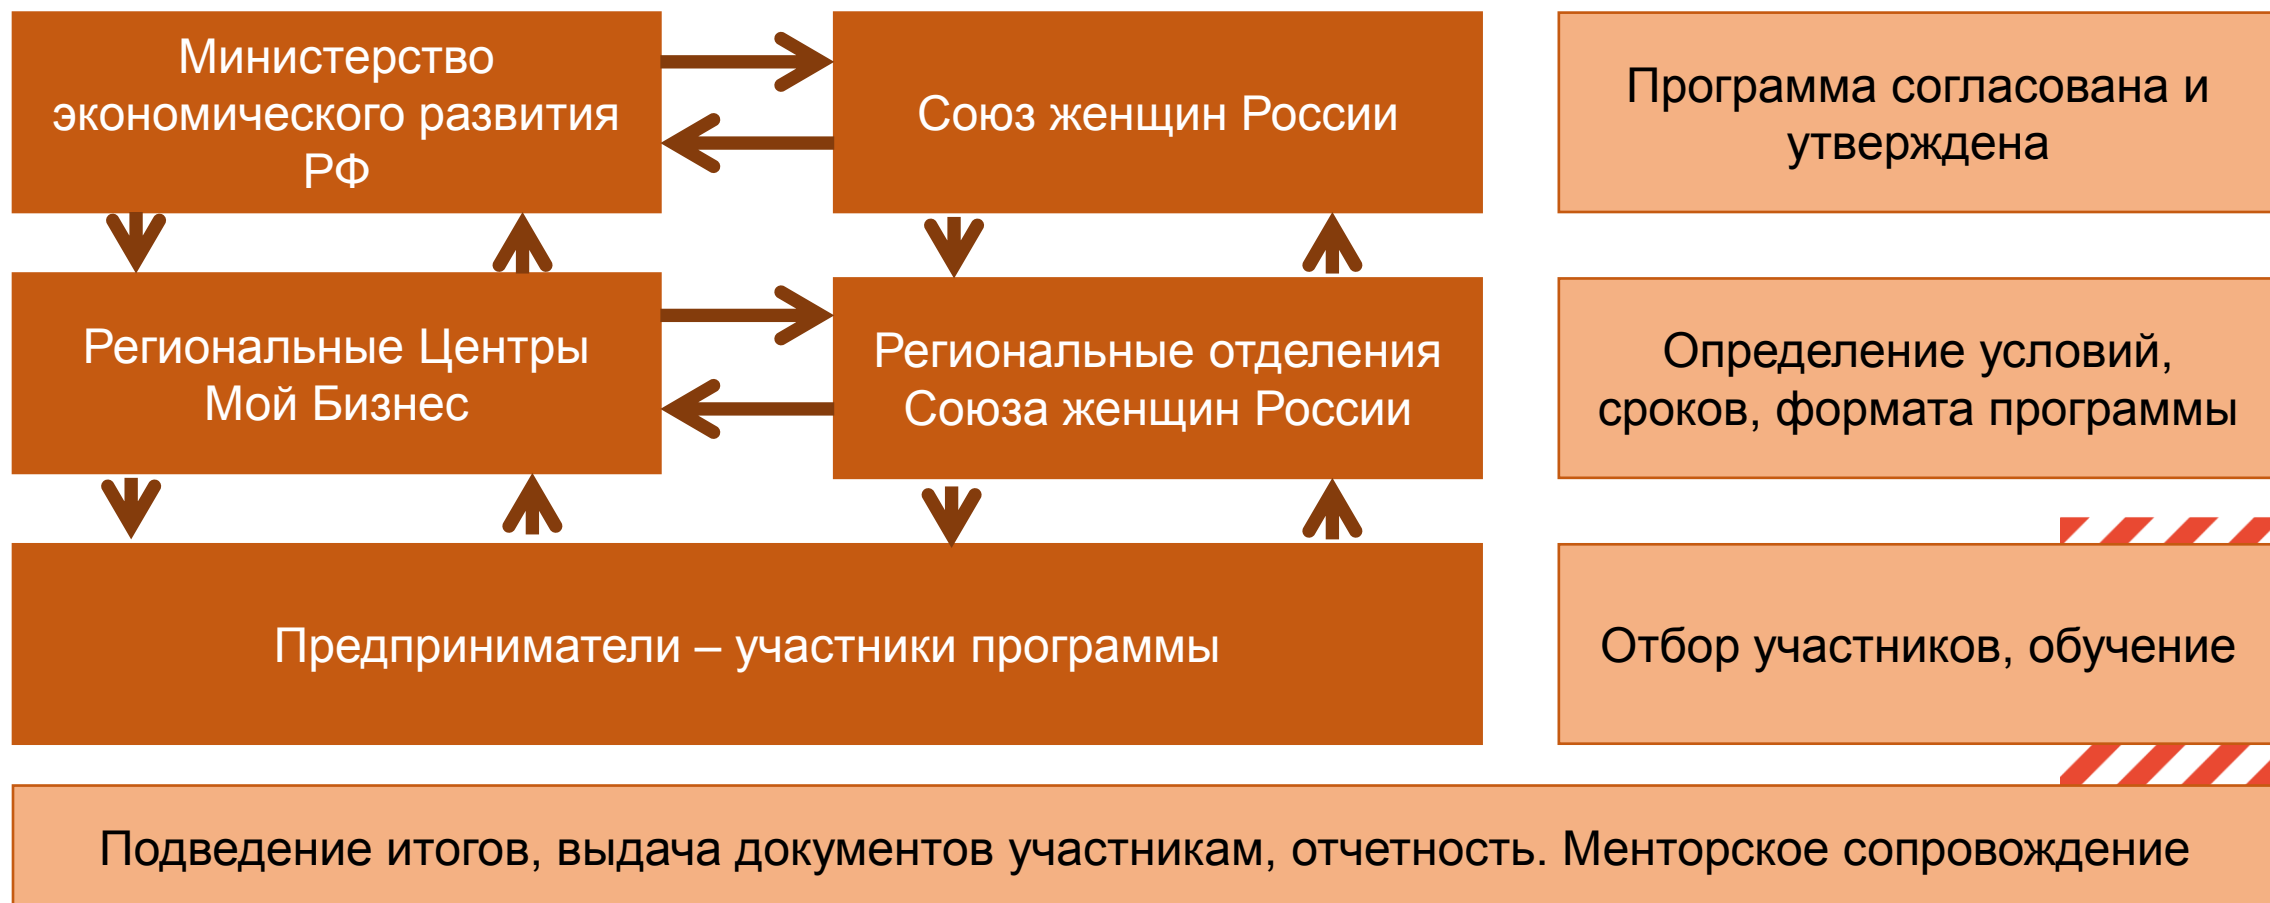 Министерство
экономического развития
РФ
Союз женщин России
Программа согласована и
утверждена
Региональные Центры
Мой Бизнес
Региональные отделения
Союза женщин России
Определение условий,
сроков, формата программы
Предприниматели – участники программы
Отбор участников, обучение
Подведение итогов, выдача документов участникам, отчетность. Менторское сопровождение